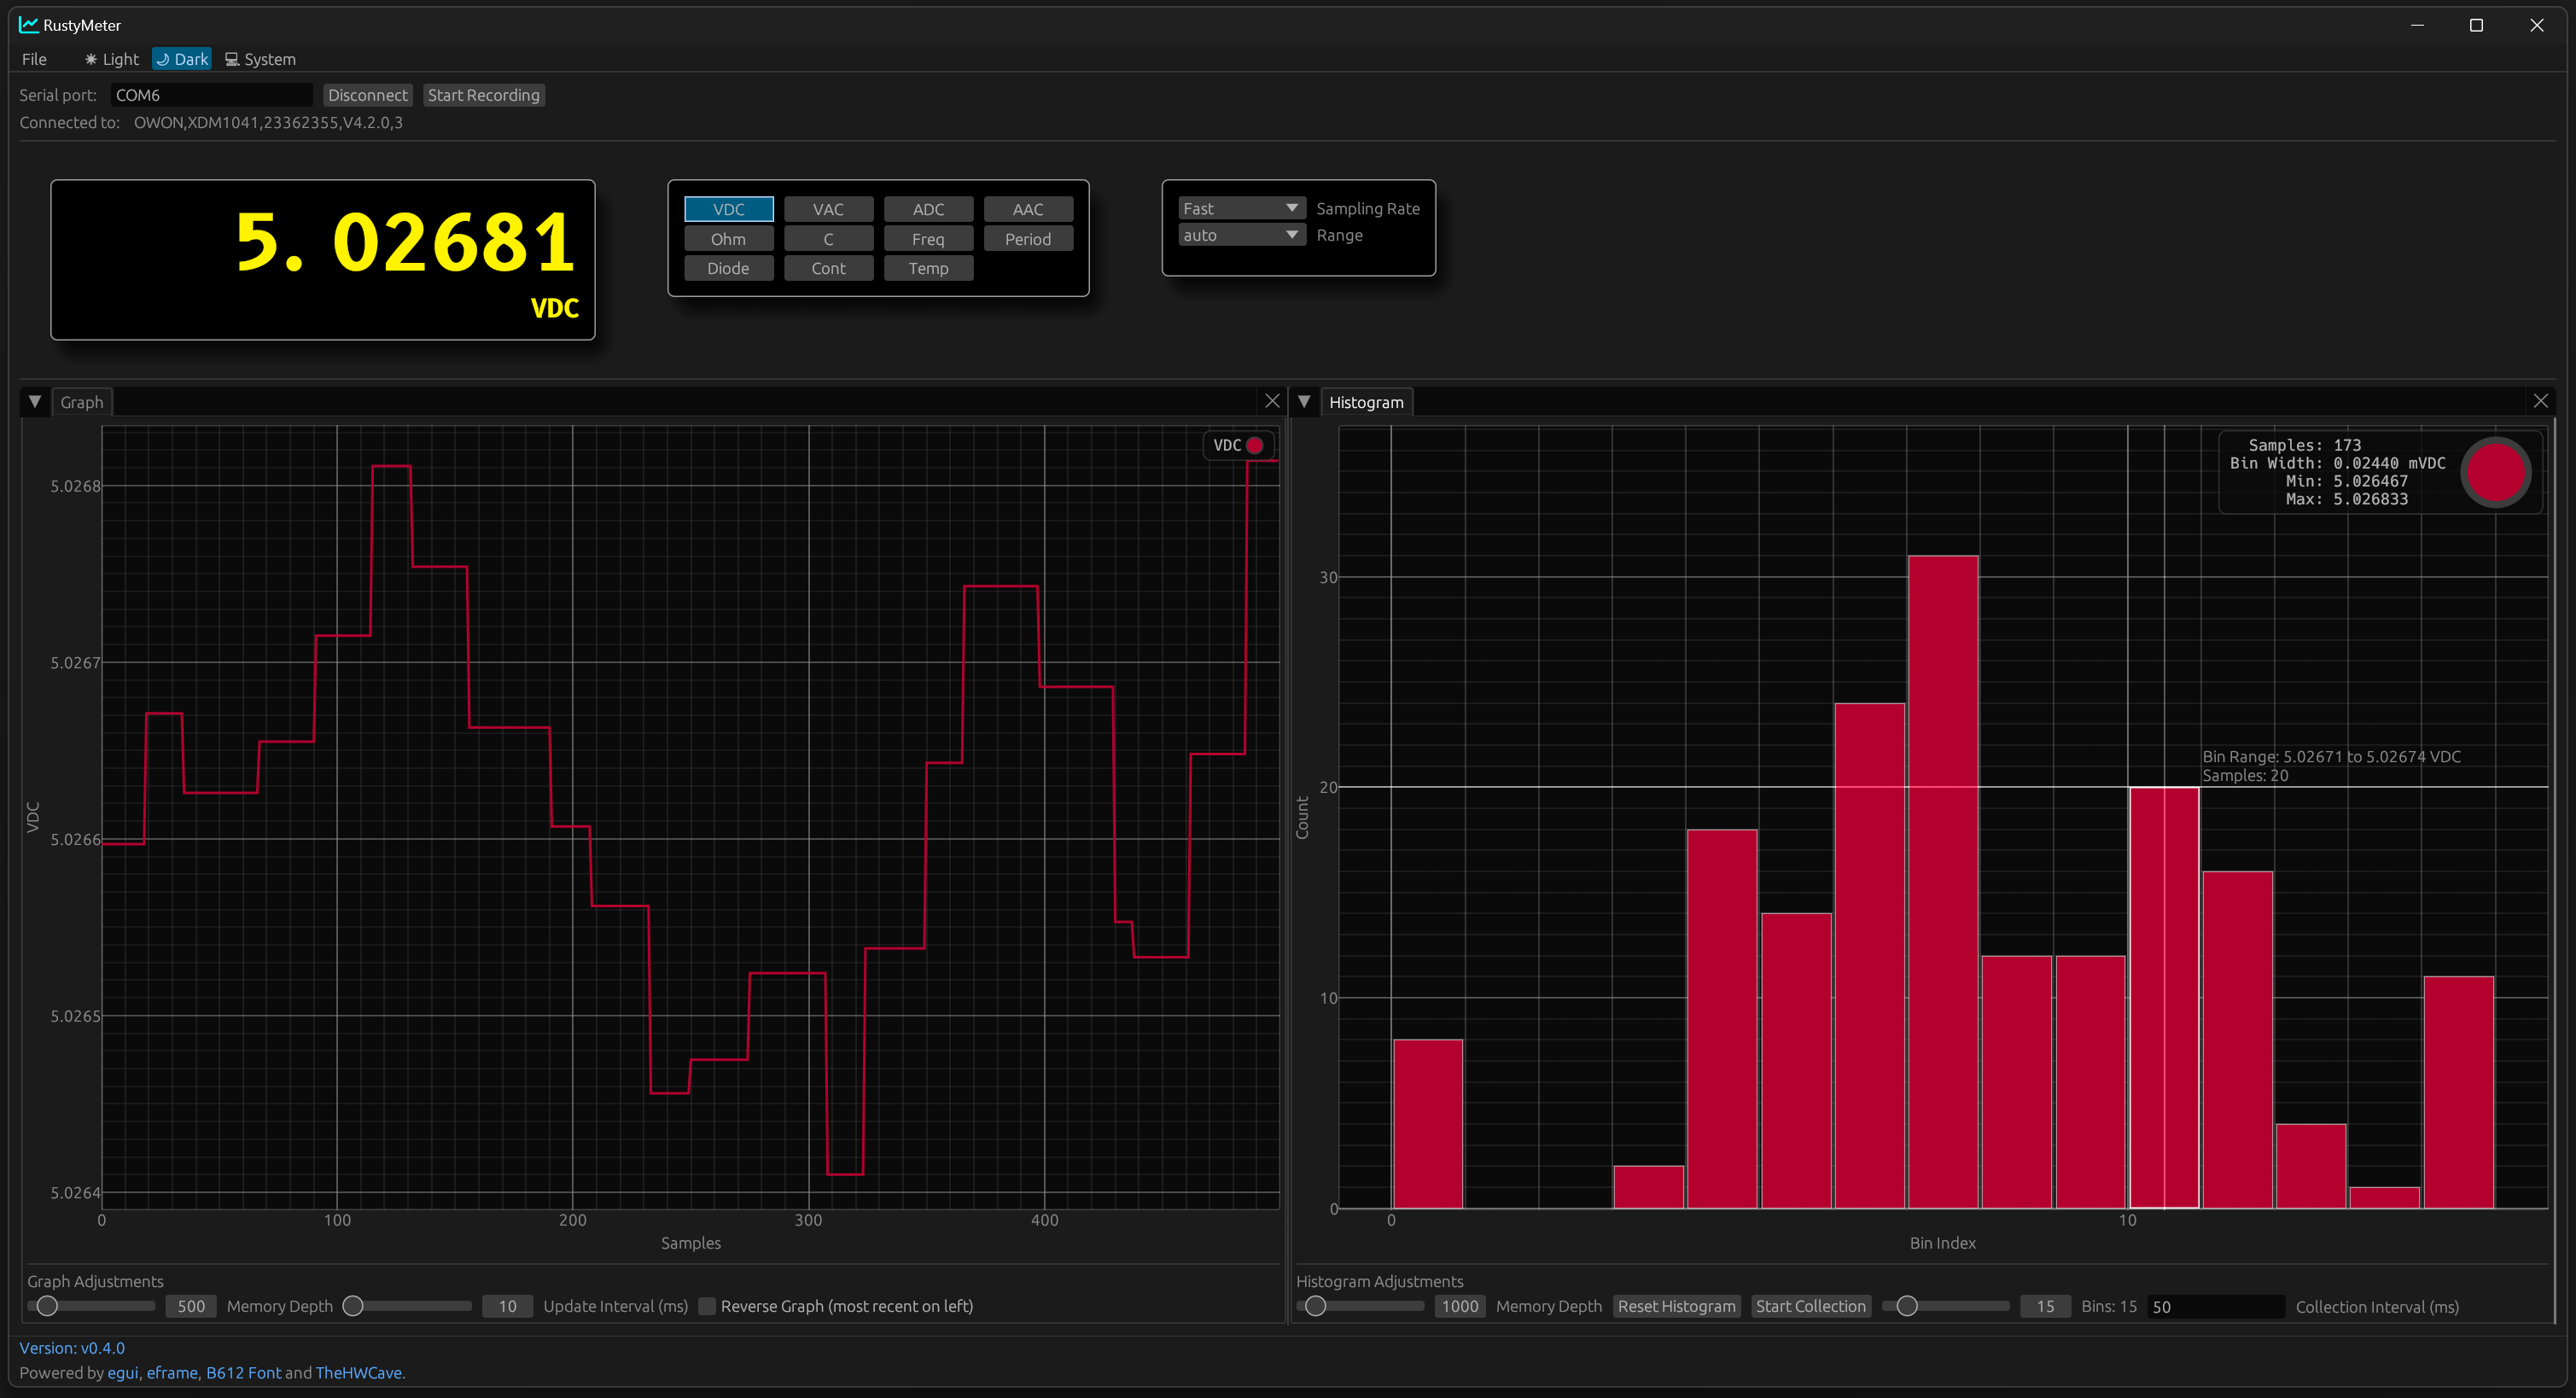 RustyMeter
File Light Dark System
Serial port: COM6 Disconnect Start Recording
Connected to: OWON,XDM1041,23362355,V4.2.0,3
5.02681
VDC
VDC VAC ADC AAC
Ohm C Freq Period
Diode Cont Temp
Fast Sampling Rate
auto Range
Graph
VDC
5.0268
5.0267
5.0266
5.0265
5.0264
VDC
0 100 200 300 400
Samples
Graph Adjustments
500 Memory Depth 10 Update Interval (ms) Reverse Graph (most recent on left)
Histogram
Samples: 173
Bin Width: 0.02440 mVDC
Min: 5.026467
Max: 5.026833
30
20
10
0
Count
Bin Range: 5.02671 to 5.02674 VDC
Samples: 20
0 10
Bin Index
Histogram Adjustments
1000 Memory Depth Reset Histogram Start Collection 15 Bins: 15 50 Collection Interval (ms)
Version: v0.4.0
Powered by egui, eframe, B612 Font and TheHWCave.